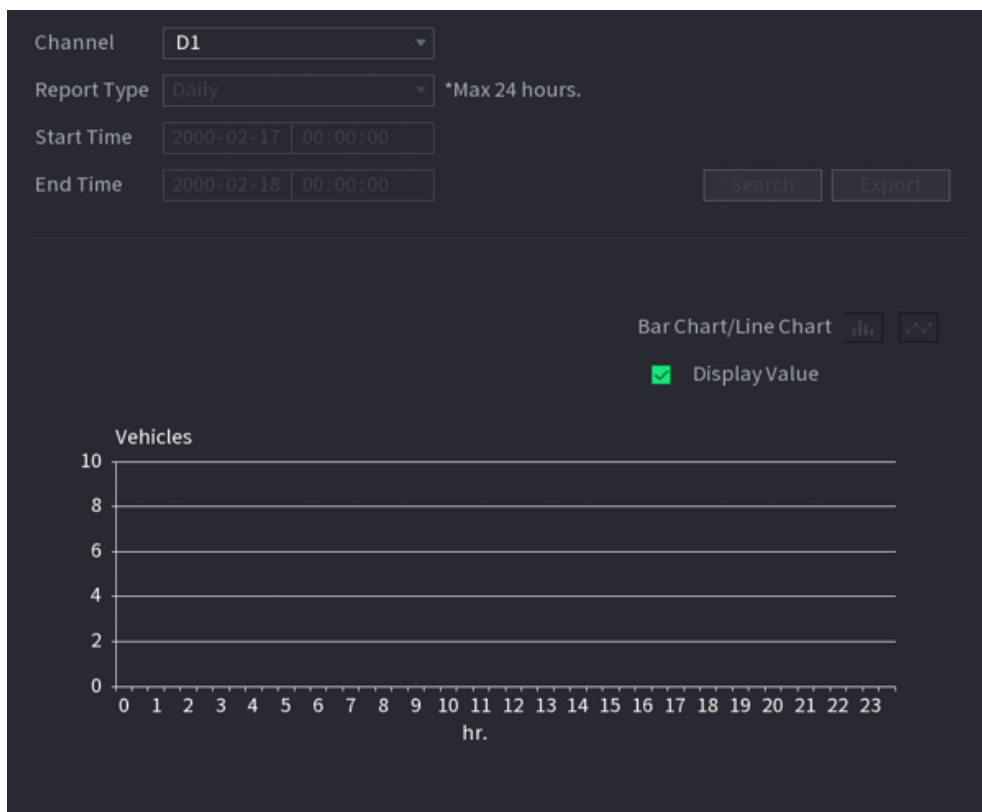 Channel D1
Report Type Daily *Max 24 hours.
Start Time 2000-02-17 00:00:00
End Time 2000-02-18 00:00:00 Search Export
Bar Chart/Line Chart
Display Value
Vehicles
10
8
6
4
2
0
0 1 2 3 4 5 6 7 8 9 10 11 12 13 14 15 16 17 18 19 20 21 22 23
hr.